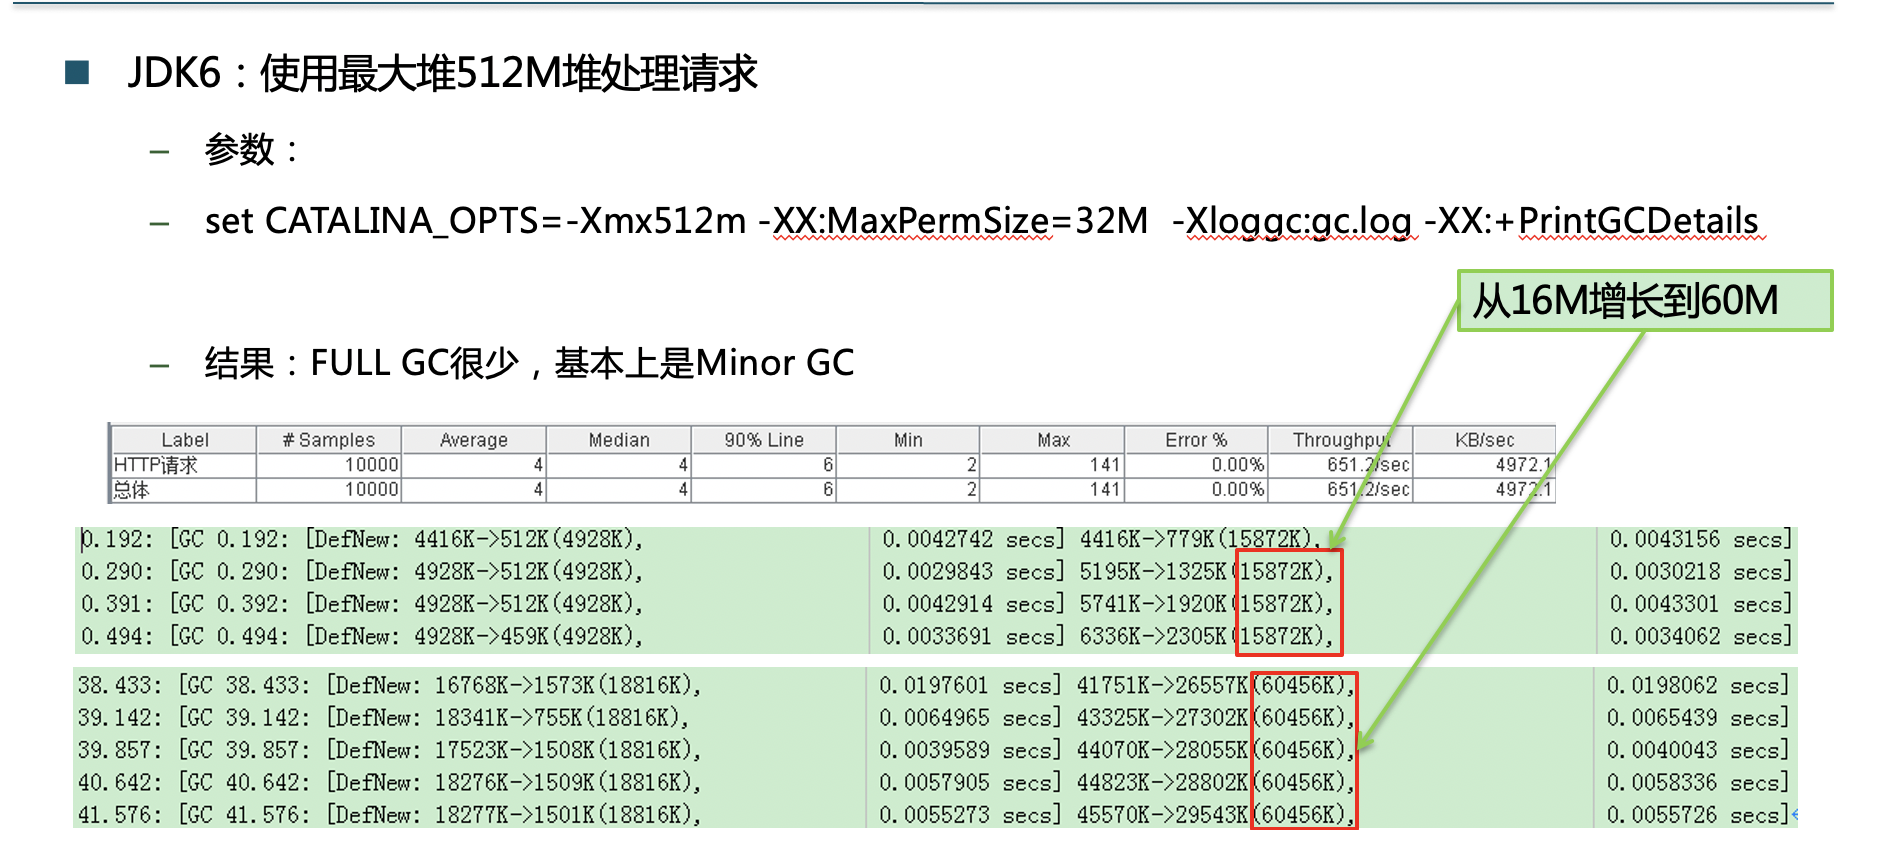 JDK6：使用最大堆512M堆处理请求
– 参数：
– set CATALINA_OPTS=-Xmx512m -XX:MaxPermSize=32M -Xloggc:gc.log -XX:+PrintGCDetails
从16M增长到60M
– 结果：FULL GC很少，基本上是Minor GC
Label # Samples Average Median 90% Line Min Max Error % Throughput KB/sec
HTTP请求 10000 4 4 6 2 141 0.00% 651.2/sec 4972.1
总体 10000 4 4 6 2 141 0.00% 651.2/sec 4972.1
0.192: [GC 0.192: [DefNew: 4416K->512K(4928K), 0.0042742 secs] 4416K->779K(15872K), 0.0043156 secs]
0.290: [GC 0.290: [DefNew: 4928K->512K(4928K), 0.0029843 secs] 5195K->1325K(15872K), 0.0030218 secs]
0.391: [GC 0.392: [DefNew: 4928K->512K(4928K), 0.0042914 secs] 5741K->1920K(15872K), 0.0043301 secs]
0.494: [GC 0.494: [DefNew: 4928K->459K(4928K), 0.0033691 secs] 6336K->2305K(15872K), 0.0034062 secs]
38.433: [GC 38.433: [DefNew: 16768K->1573K(18816K), 0.0197601 secs] 41751K->26557K(60456K), 0.0198062 secs]
39.142: [GC 39.142: [DefNew: 18341K->755K(18816K), 0.0064965 secs] 43325K->27302K(60456K), 0.0065439 secs]
39.857: [GC 39.857: [DefNew: 17523K->1508K(18816K), 0.0039589 secs] 44070K->28055K(60456K), 0.0040043 secs]
40.642: [GC 40.642: [DefNew: 18276K->1509K(18816K), 0.0057905 secs] 44823K->28802K(60456K), 0.0058336 secs]
41.576: [GC 41.576: [DefNew: 18277K->1501K(18816K), 0.0055273 secs] 45570K->29543K(60456K), 0.0055726 secs]